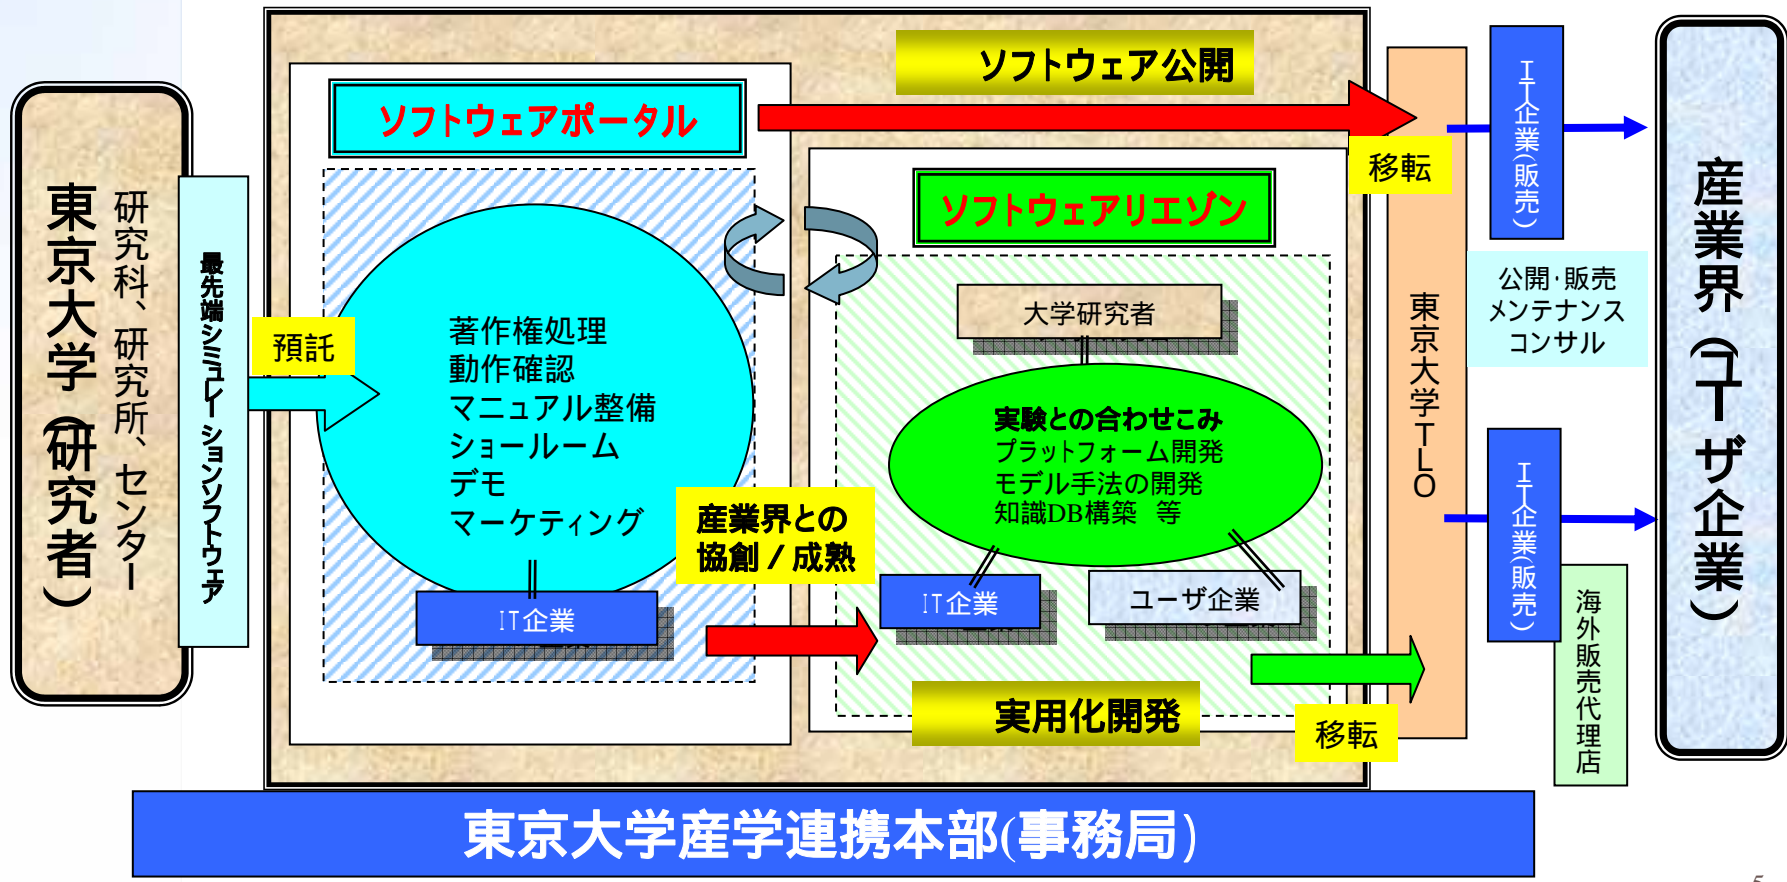 東京大学(研究者)
研究科、研究所、センター
最先端シミュレーションソフトウェア
預託
ソフトウェアポータル
著作権処理
動作確認
マニュアル整備
ショールーム
デモ
マーケティング
IT企業
産業界との
協創/成熟
ソフトウェア公開
移転
ソフトウェアリエゾン
大学研究者
実験との合わせこみ
プラットフォーム開発
モデル手法の開発
知識DB構築 等
IT企業
ユーザ企業
実用化開発
移転
東京大学TLO
IT企業(販売)
公開・販売
メンテナンス
コンサル
IT企業(販売)
海外販売代理店
産業界(ユーザ企業)
東京大学産学連携本部(事務局)
5